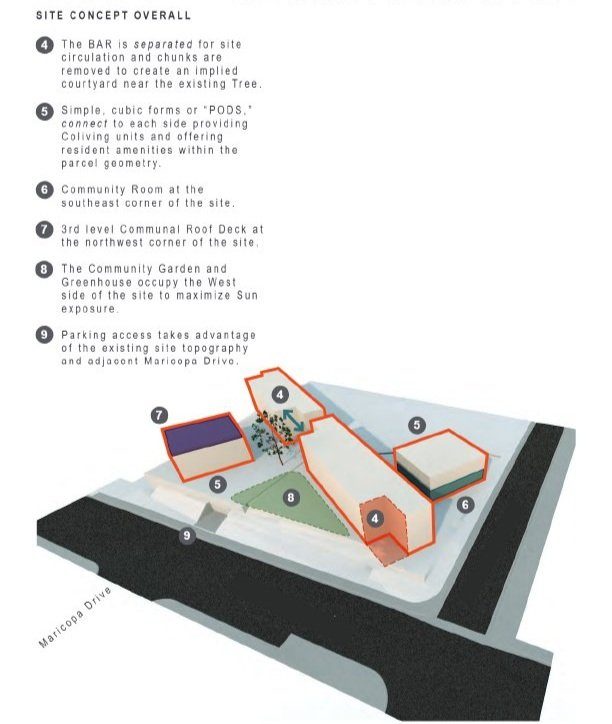 SITE CONCEPT OVERALL
4 The BAR is separated for site
circulation and chunks are
removed to create an implied
courtyard near the existing Tree.
5 Simple, cubic forms or "PODS,"
connect to each side providing
Coliving units and offering
resident amenities within the
parcel geometry.
6 Community Room at the
southeast corner of the site.
7 3rd level Communal Roof Deck at
the northwest corner of the site.
8 The Community Garden and
Greenhouse occupy the West
side of the site to maximize Sun
exposure.
9 Parking access takes advantage
of the existing site topography
and adjacent Maricopa Drive.
4
7
5
5
8
6
4
9
Maricopa Drive